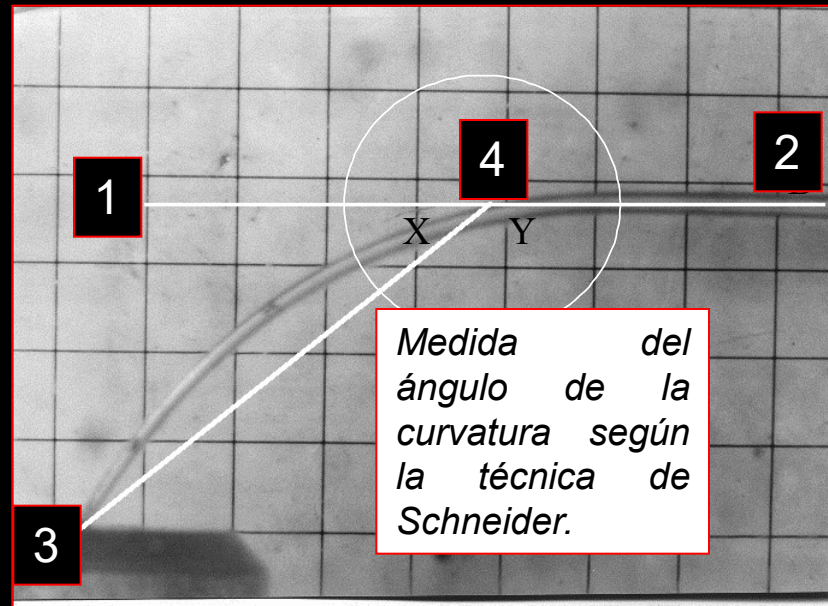 4
2
1
X
Y
Medida del
ángulo de la
curvatura según
la técnica de
Schneider.
3